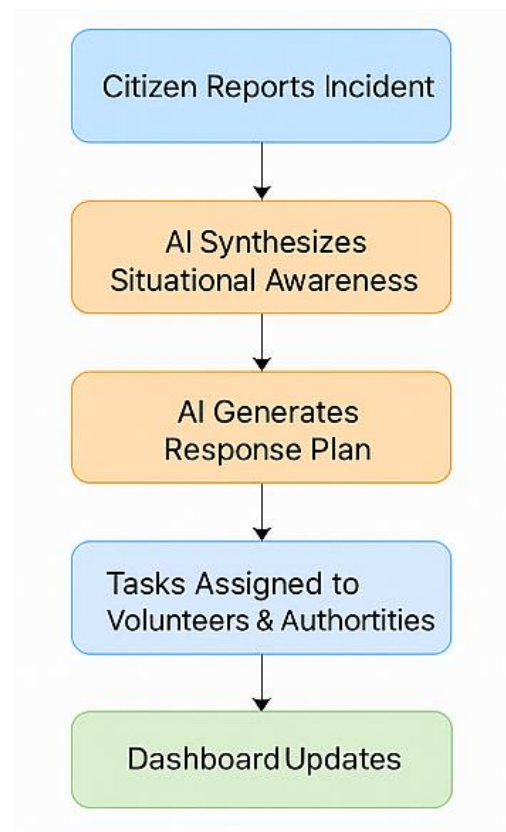 Citizen Reports Incident
AI Synthesizes
Situational Awareness
AI Generates
Response Plan
Tasks Assigned to
Volunteers & Authortities
Dashboard Updates